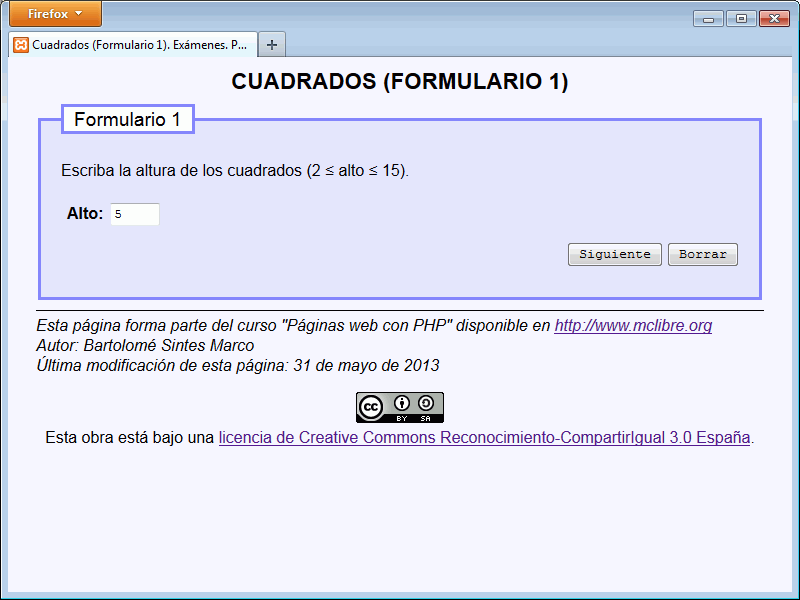 Firefox
Cuadrados (Formulario 1). Exámenes. P...
CUADRADOS (FORMULARIO 1)
Formulario 1
Escriba la altura de los cuadrados (2 ≤ alto ≤ 15).
Alto: 5
Siguiente Borrar
Esta página forma parte del curso "Páginas web con PHP" disponible en http://www.mclibre.org
Autor: Bartolomé Sintes Marco
Última modificación de esta página: 31 de mayo de 2013
cc BY SA
Esta obra está bajo una licencia de Creative Commons Reconocimiento-CompartirIgual 3.0 España.